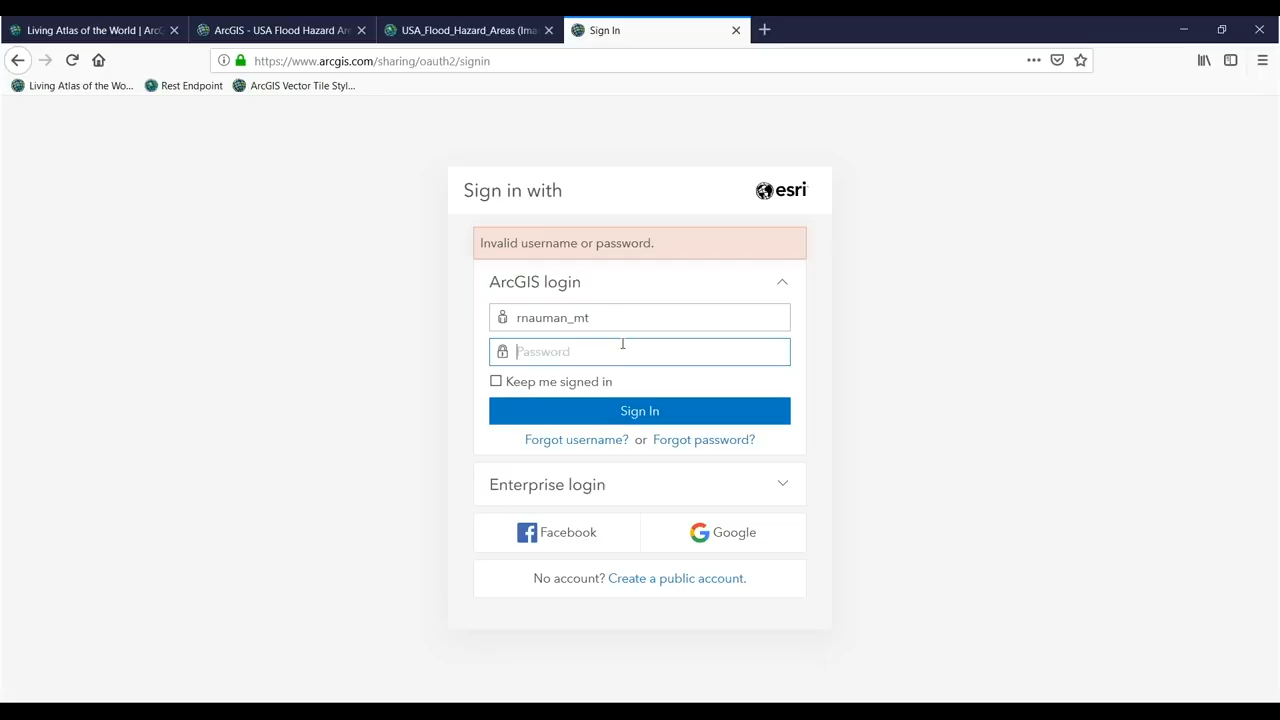 Living Atlas of the World | ArcG
ArcGIS - USA Flood Hazard Are
USA_Flood_Hazard_Areas (Ima
Sign In
https://www.arcgis.com/sharing/oauth2/signin
Living Atlas of the Wo...
Rest Endpoint
ArcGIS Vector Tile Styl...
Sign in with
esri
Invalid username or password.
ArcGIS login
rnauman_mt
Password
Keep me signed in
Sign In
Forgot username? or Forgot password?
Enterprise login
Facebook
Google
No account? Create a public account.